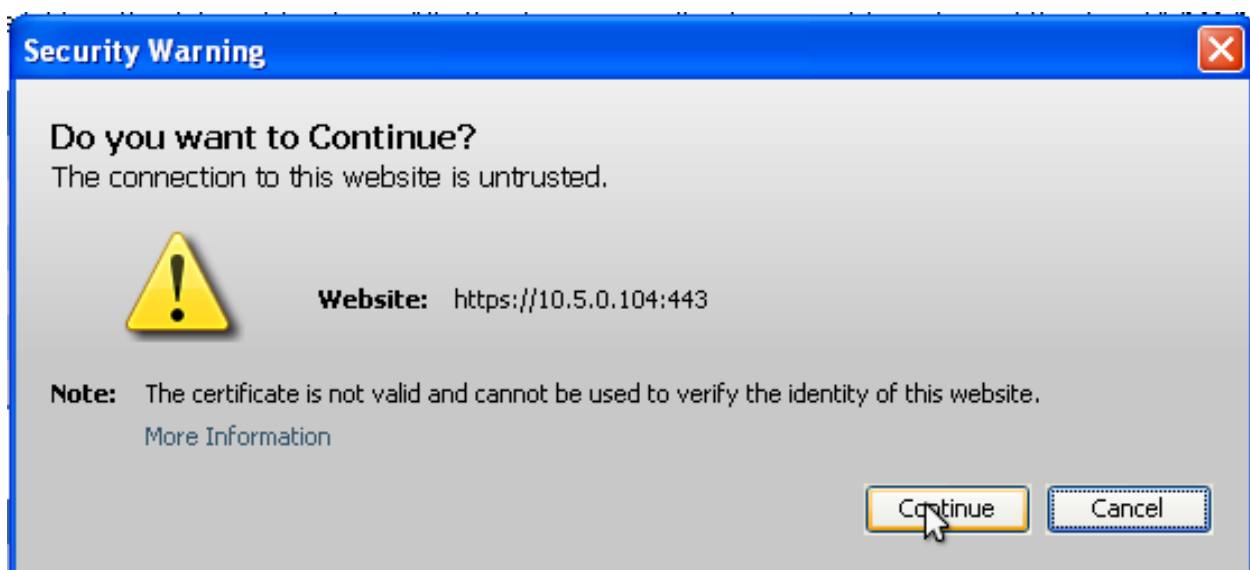 Security Warning
Do you want to Continue?
The connection to this website is untrusted.
Website: https://10.5.0.104:443
Note: The certificate is not valid and cannot be used to verify the identity of this website.
More Information
Continue Cancel